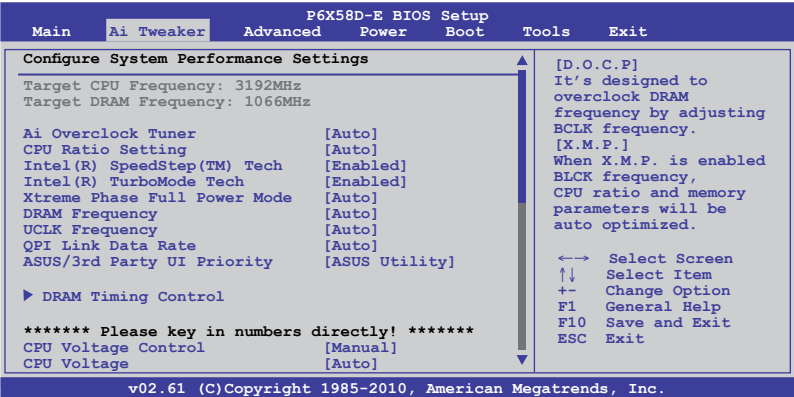 P6X58D-E BIOS Setup
Main Ai Tweaker Advanced Power Boot Tools Exit
Configure System Performance Settings
Target CPU Frequency: 3192MHz
Target DRAM Frequency: 1066MHz
Ai Overclock Tuner [Auto]
CPU Ratio Setting [Auto]
Intel(R) SpeedStep(TM) Tech [Enabled]
Intel(R) TurboMode Tech [Enabled]
Xtreme Phase Full Power Mode [Auto]
DRAM Frequency [Auto]
UCLK Frequency [Auto]
QPI Link Data Rate [Auto]
ASUS/3rd Party UI Priority [ASUS Utility]
DRAM Timing Control
******* Please key in numbers directly! *******
CPU Voltage Control [Manual]
CPU Voltage [Auto]
[D.O.C.P]
It's designed to
overclock DRAM
frequency by adjusting
BCLK frequency.
[X.M.P.]
When X.M.P. is enabled
BLCK frequency,
CPU ratio and memory
parameters will be
auto optimized.
←→ Select Screen
↑↓ Select Item
+- Change Option
F1 General Help
F10 Save and Exit
ESC Exit
v02.61 (C)Copyright 1985-2010, American Megatrends, Inc.